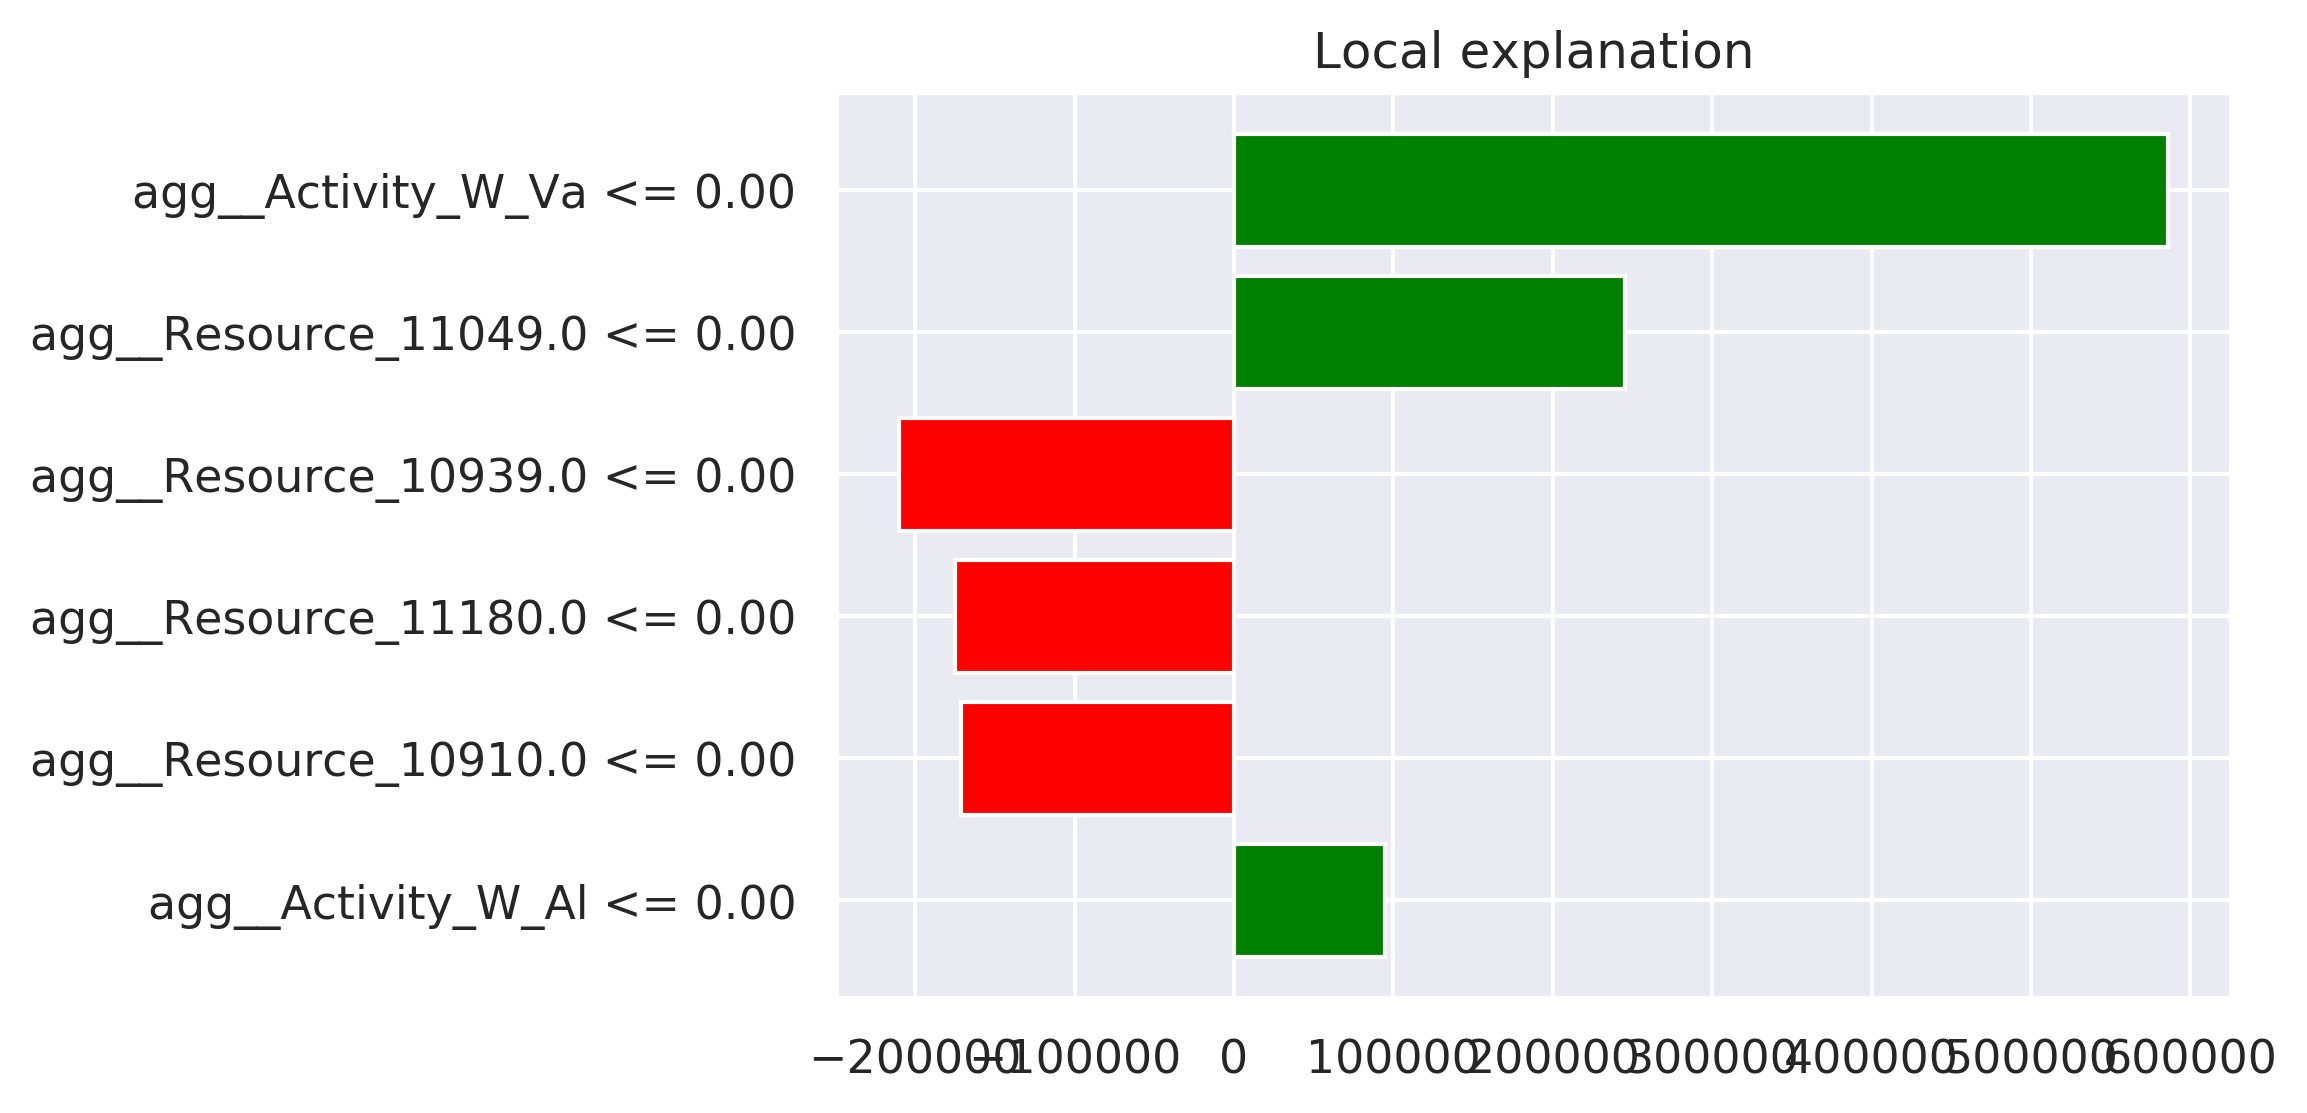 Local explanation
agg__Activity_W_Va <= 0.00
agg__Resource_11049.0 <= 0.00
agg__Resource_10939.0 <= 0.00
agg__Resource_11180.0 <= 0.00
agg__Resource_10910.0 <= 0.00
agg__Activity_W_Al <= 0.00
−200000 −100000 0 100000 200000 300000 400000 500000 600000